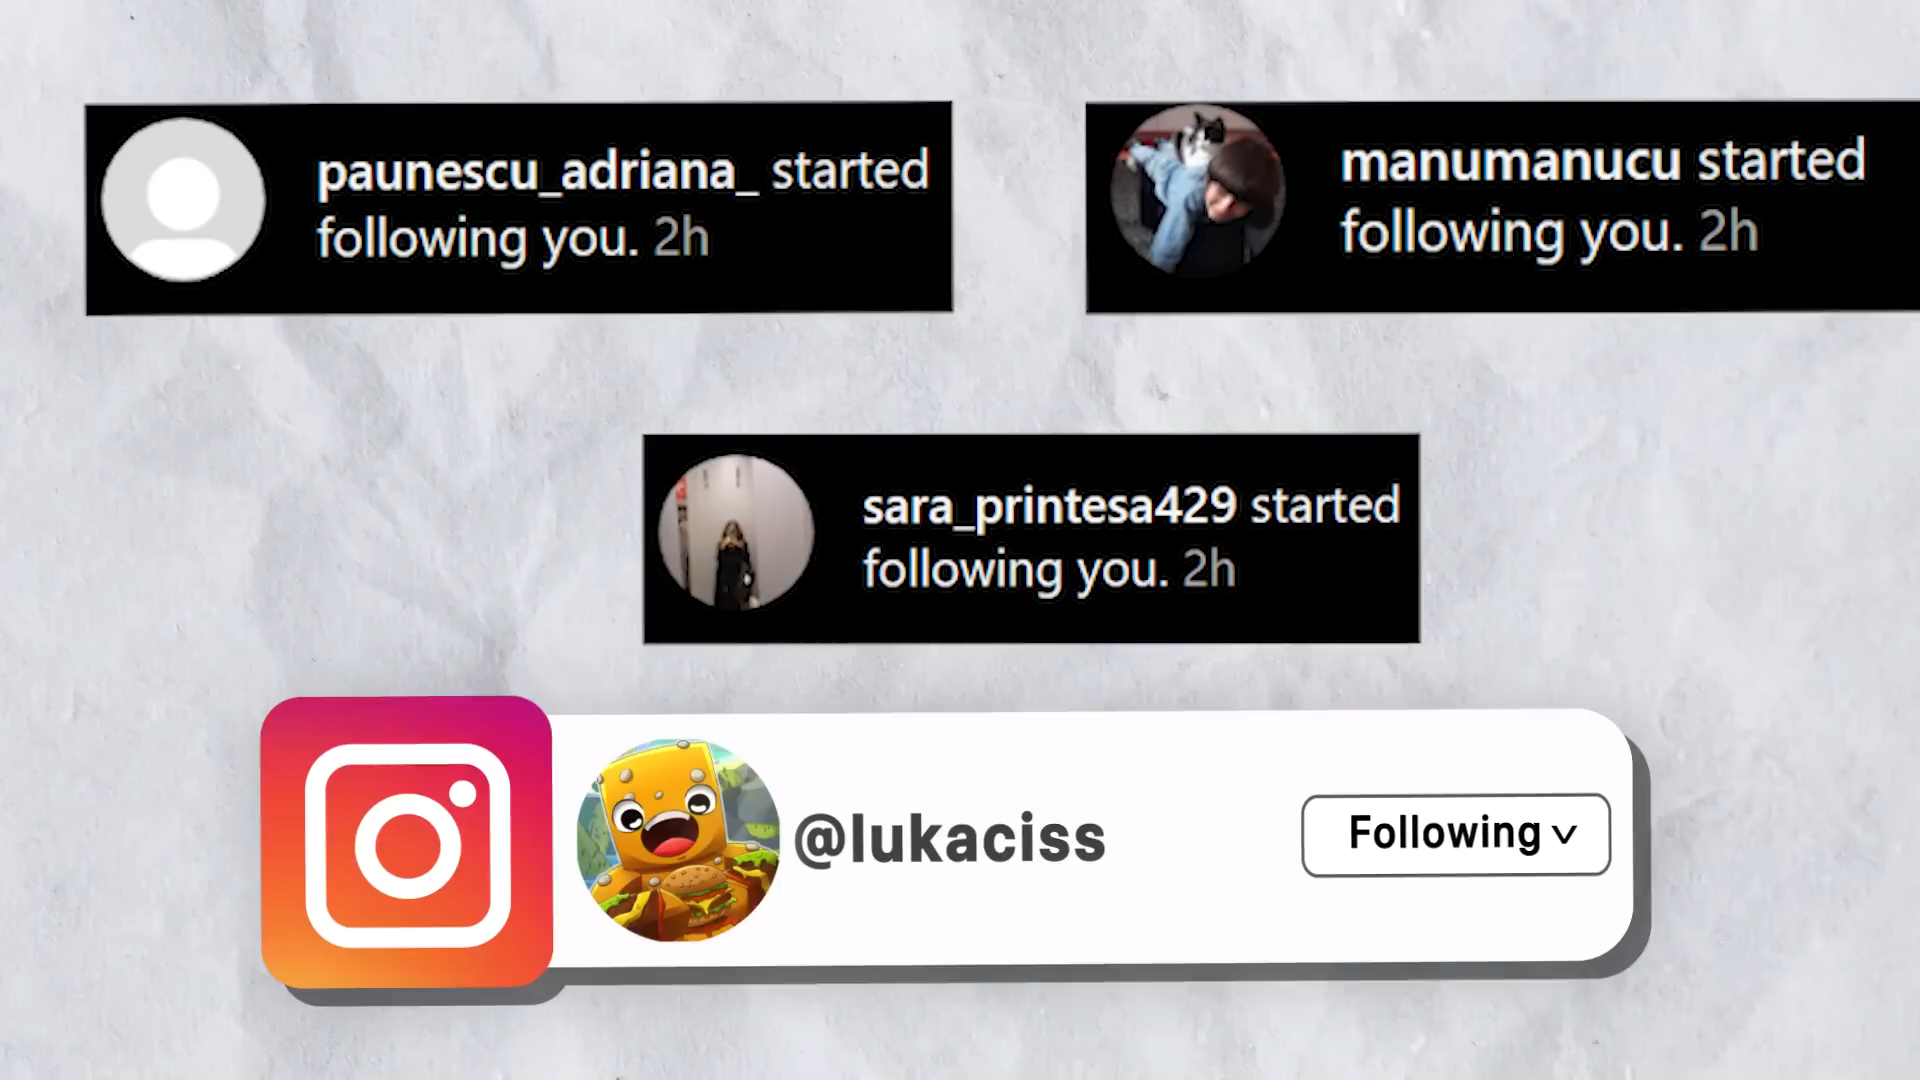 paunescu_adriana_ started
following you. 2h
manumanucu started
following you. 2h
sara_printesa429 started
following you. 2h
@lukaciss
Following